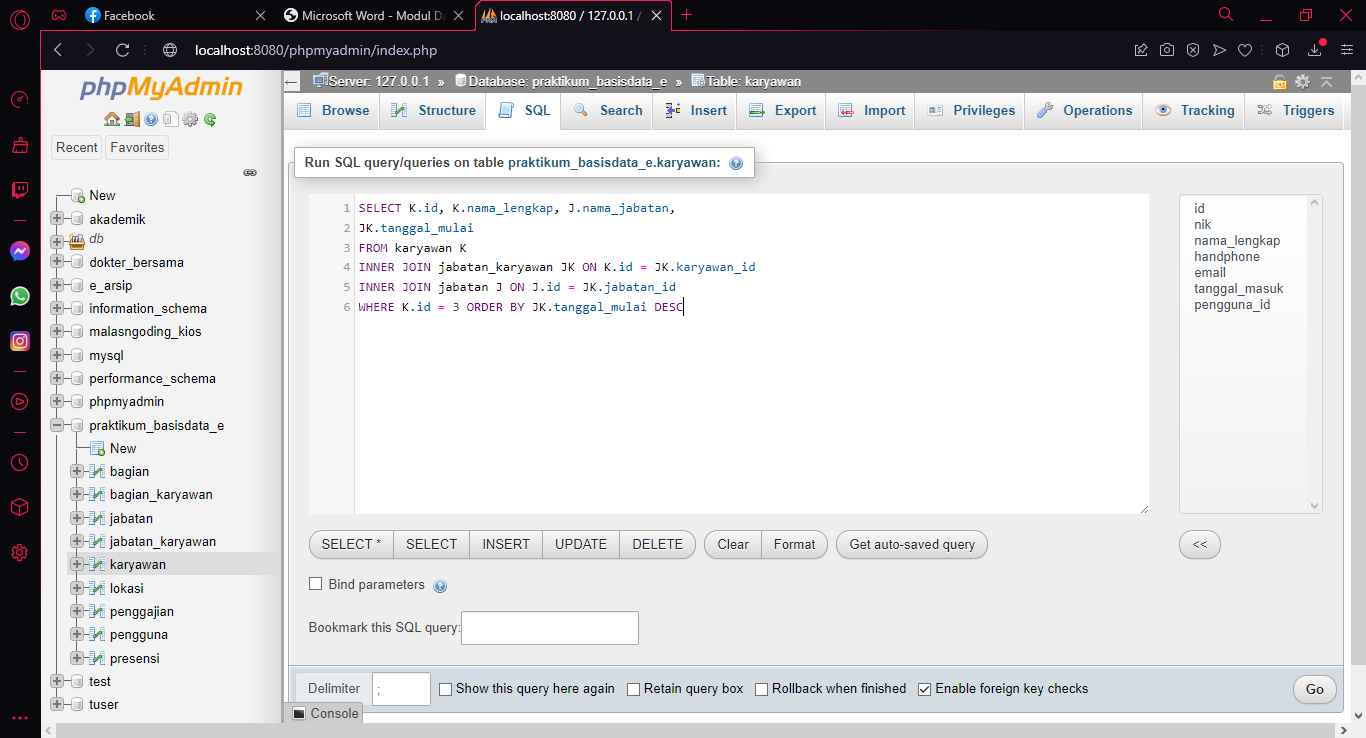 Facebook
Microsoft Word - Modul Da
localhost:8080 / 127.0.0.1 /
localhost:8080/phpmyadmin/index.php
phpMyAdmin
Recent
Favorites
New
akademik
db
dokter_bersama
e_arsip
information_schema
malasngoding_kios
mysql
performance_schema
phpmyadmin
praktikum_basisdata_e
New
bagian
bagian_karyawan
jabatan
jabatan_karyawan
karyawan
lokasi
penggajian
pengguna
presensi
test
tuser
Server: 127.0.0.1 » Database: praktikum_basisdata_e » Table: karyawan
Browse Structure SQL Search Insert Export Import Privileges Operations Tracking Triggers
Run SQL query/queries on table praktikum_basisdata_e.karyawan:
1 SELECT K.id, K.nama_lengkap, J.nama_jabatan,
2 JK.tanggal_mulai
3 FROM karyawan K
4 INNER JOIN jabatan_karyawan JK ON K.id = JK.karyawan_id
5 INNER JOIN jabatan J ON J.id = JK.jabatan_id
6 WHERE K.id = 3 ORDER BY JK.tanggal_mulai DESC
id
nik
nama_lengkap
handphone
email
tanggal_masuk
pengguna_id
SELECT * SELECT INSERT UPDATE DELETE Clear Format Get auto-saved query <<
Bind parameters
Bookmark this SQL query:
Delimiter ; Show this query here again Retain query box Rollback when finished Enable foreign key checks Go
Console